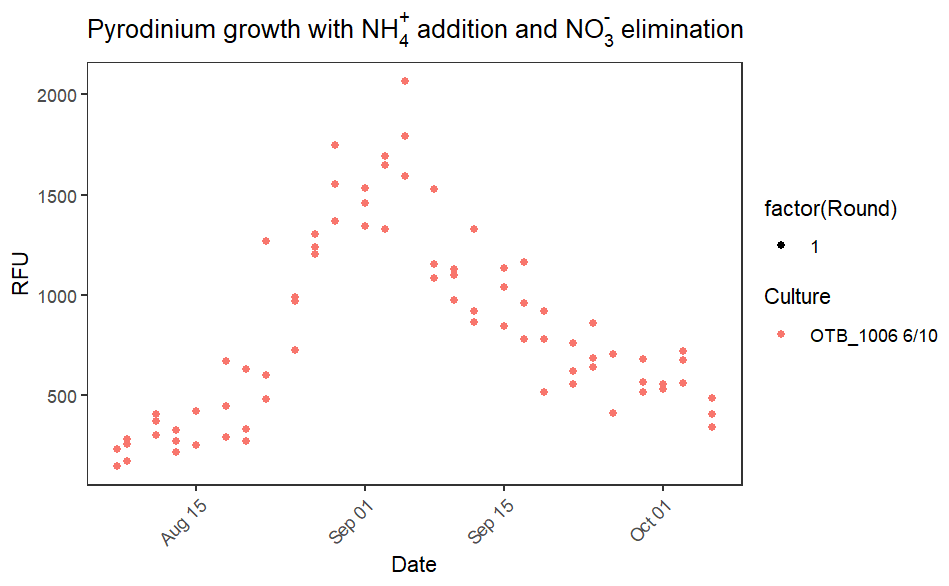 Pyrodinium growth with NH₄⁺ addition and NO₃⁻ elimination
2000
1500
1000
500
RFU
Aug 15
Sep 01
Sep 15
Oct 01
Date
factor(Round)
1
Culture
OTB_1006 6/10